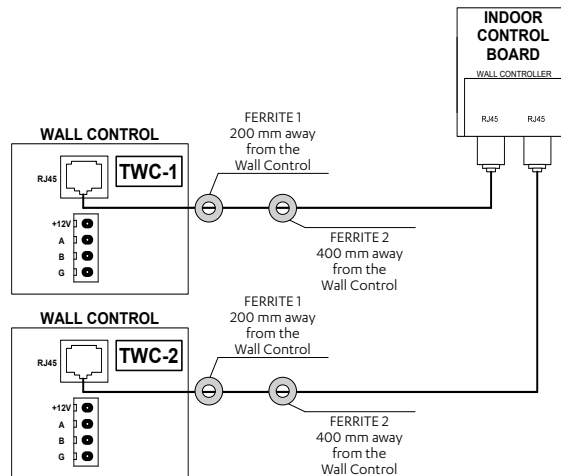 INDOOR
CONTROL
BOARD
WALL CONTROLLER
RJ45 RJ45
FERRITE 1
200 mm away
from the
Wall Control
WALL CONTROL
RJ45
TWC-1
+12V
A
B
G
FERRITE 2
400 mm away
from the
Wall Control
FERRITE 1
200 mm away
from the
Wall Control
WALL CONTROL
RJ45
TWC-2
+12V
A
B
G
FERRITE 2
400 mm away
from the
Wall Control